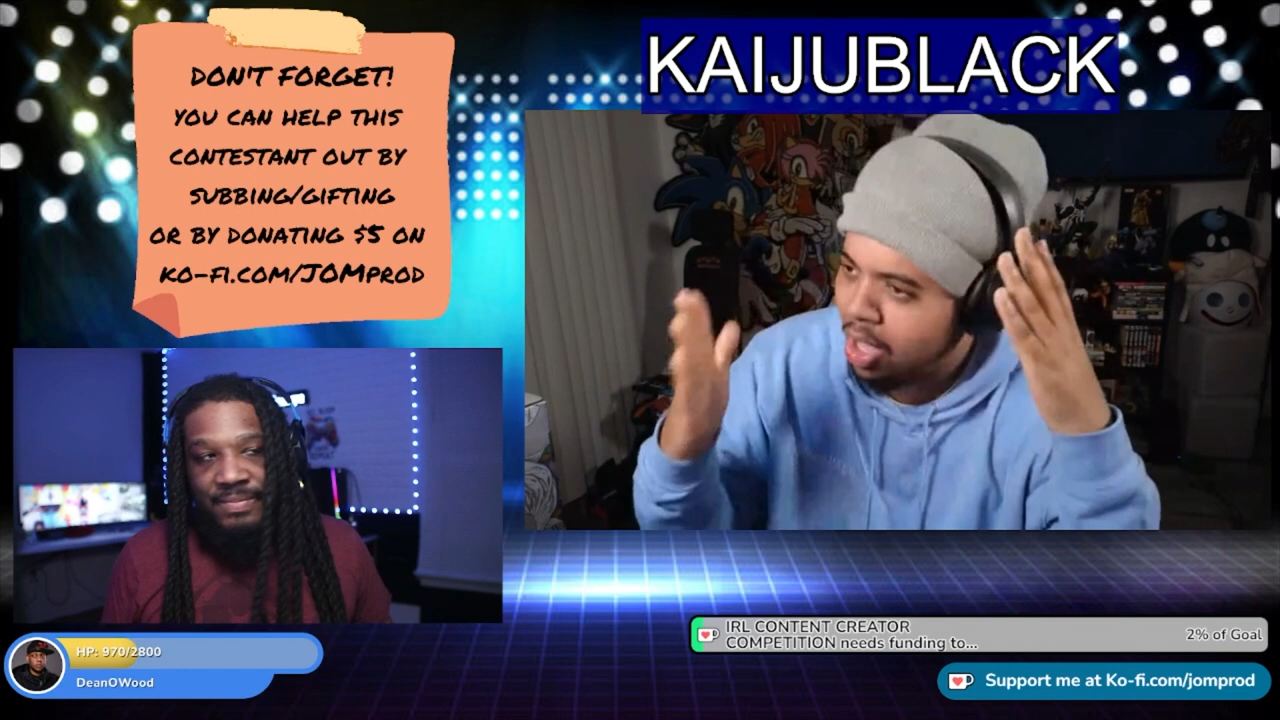 DON'T FORGET!
YOU CAN HELP THIS
CONTESTANT OUT BY
SUBBING/GIFTING
OR BY DONATING $5 ON
KO-FI.COM/JOMPROD
KAIJUBLACK
HP: 970/2800
DeanOWood
IRL CONTENT CREATOR
COMPETITION needs funding to...
2% of Goal
Support me at Ko-fi.com/jomprod